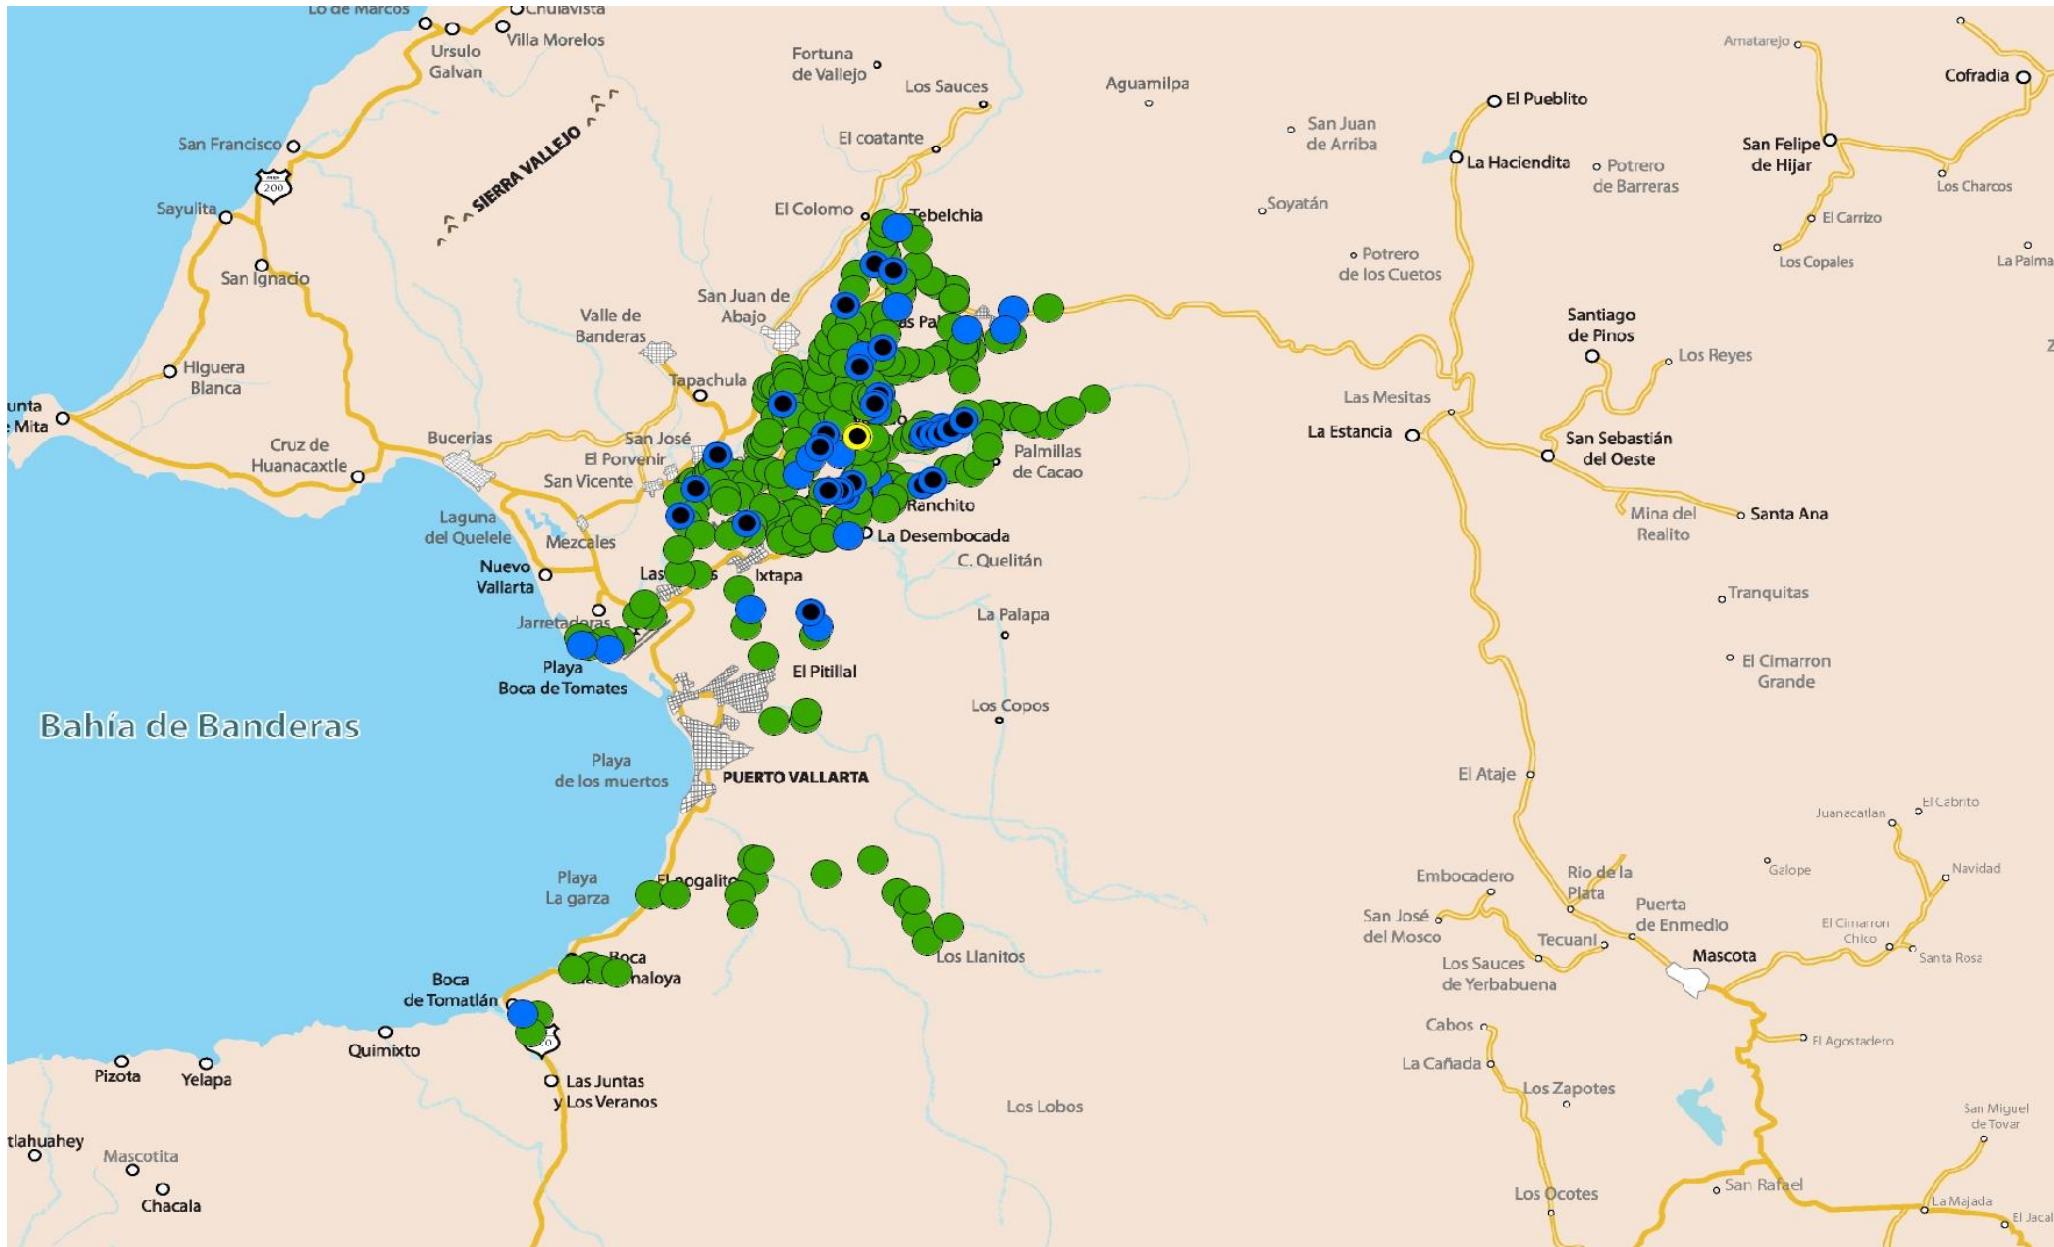 Lo de Marcos
Chulavista
Ursulo
Galvan
Villa Morelos
Fortuna
de Vallejo
Los Sauces
Aguamilpa
El Pueblito
Amatarejo
Cofradia
San Francisco
200
SIERRA VALLEJO
El coatante
San Juan
de Arriba
La Haciendita
Potrero
de Barreras
San Felipe
de Hijar
Los Charcos
Sayulita
El Colomo
Tebelchia
Soyatán
El Carrizo
San Ignacio
Potrero
de los Cuetos
Los Copales
La Palma
San Juan de
Abajo
Valle de
Banderas
as Pal
Santiago
de Pinos
Los Reyes
HIguera
Blanca
Tapachula
Las Mesitas
unta
e Mita
Cruz de
Huanacaxtle
Bucerias
San José
El Porvenir
San Vicente
Palmillas
de Cacao
La Estancia
San Sebastián
del Oeste
Laguna
del Quelele
Mezcales
Ranchito
La Desembocada
Mina del
Realito
Santa Ana
Nuevo
Vallarta
Las
s
Ixtapa
C. Quelitán
Jarretaderas
La Palapa
Tranquitas
Playa
Boca de Tomates
El Pitillal
El Cimarron
Grande
Bahía de Banderas
Los Copos
Playa
de los muertos
PUERTO VALLARTA
El Ataje
Juanacatlan
El Cabrito
Playa
La garza
El nogalito
Embocadero
Rio de la
Plata
Galope
Navidad
San José
del Mosco
Puerta
de Enmedio
Tecuanl
El Cimarron
Chico
Santa Rosa
Los Llanitos
Los Sauces
de Yerbabuena
Mascota
Boca
maloya
Boca
de Tomatlán
Quimixto
Pizota
Yelapa
Cabos
La Cañada
El Agostadero
Las Juntas
y Los Veranos
Los Lobos
Los Zapotes
San Miguel
de Tovar
tlahuahey
Mascotita
Chacala
Los Ocotes
San Rafael
La Majada
El Jacal